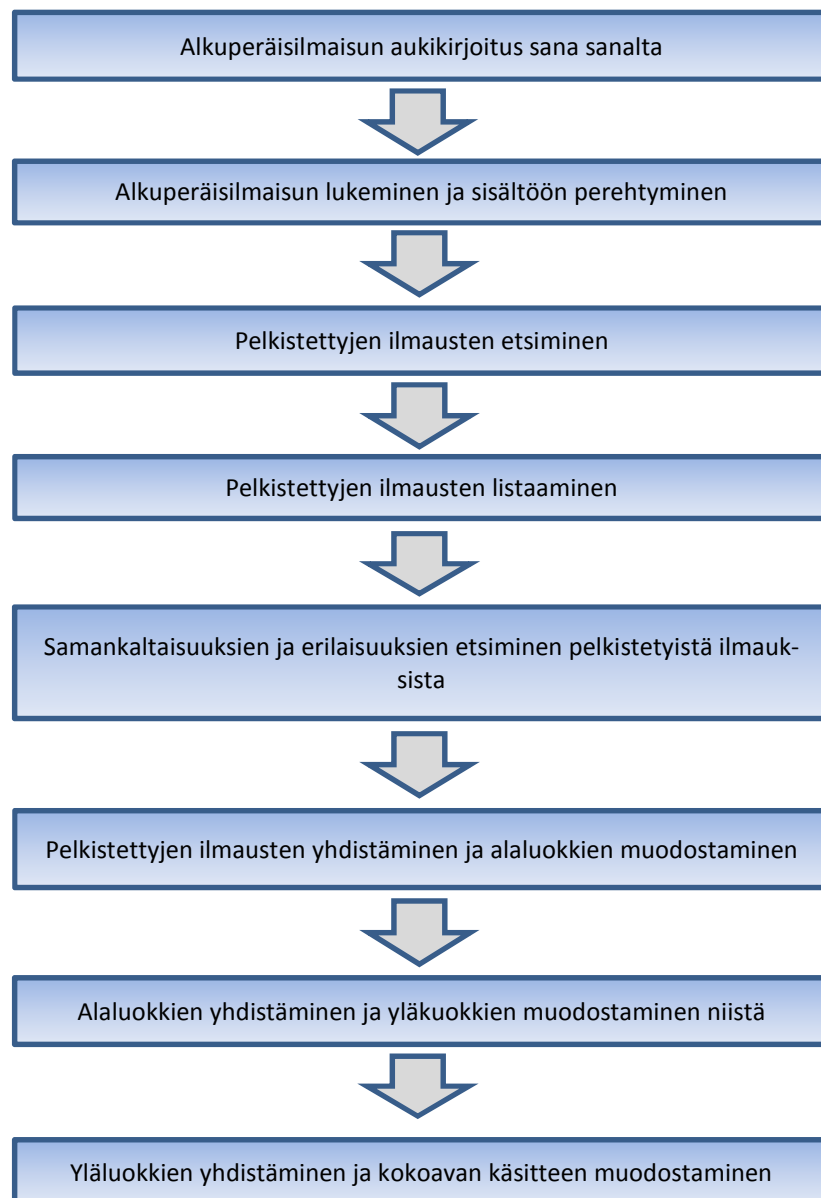 Alkuperäisilmaisun aukikirjoitus sana sanalta
Alkuperäisilmaisun lukeminen ja sisältöön perehtyminen
Pelkistettyjen ilmausten etsiminen
Pelkistettyjen ilmausten listaaminen
Samankaltaisuuksien ja erilaisuuksien etsiminen pelkistetyistä ilmauk-
sista
Pelkistettyjen ilmausten yhdistäminen ja alaluokkien muodostaminen
Alaluokkien yhdistäminen ja yläkuokkien muodostaminen niistä
Yläluokkien yhdistäminen ja kokoavan käsitteen muodostaminen